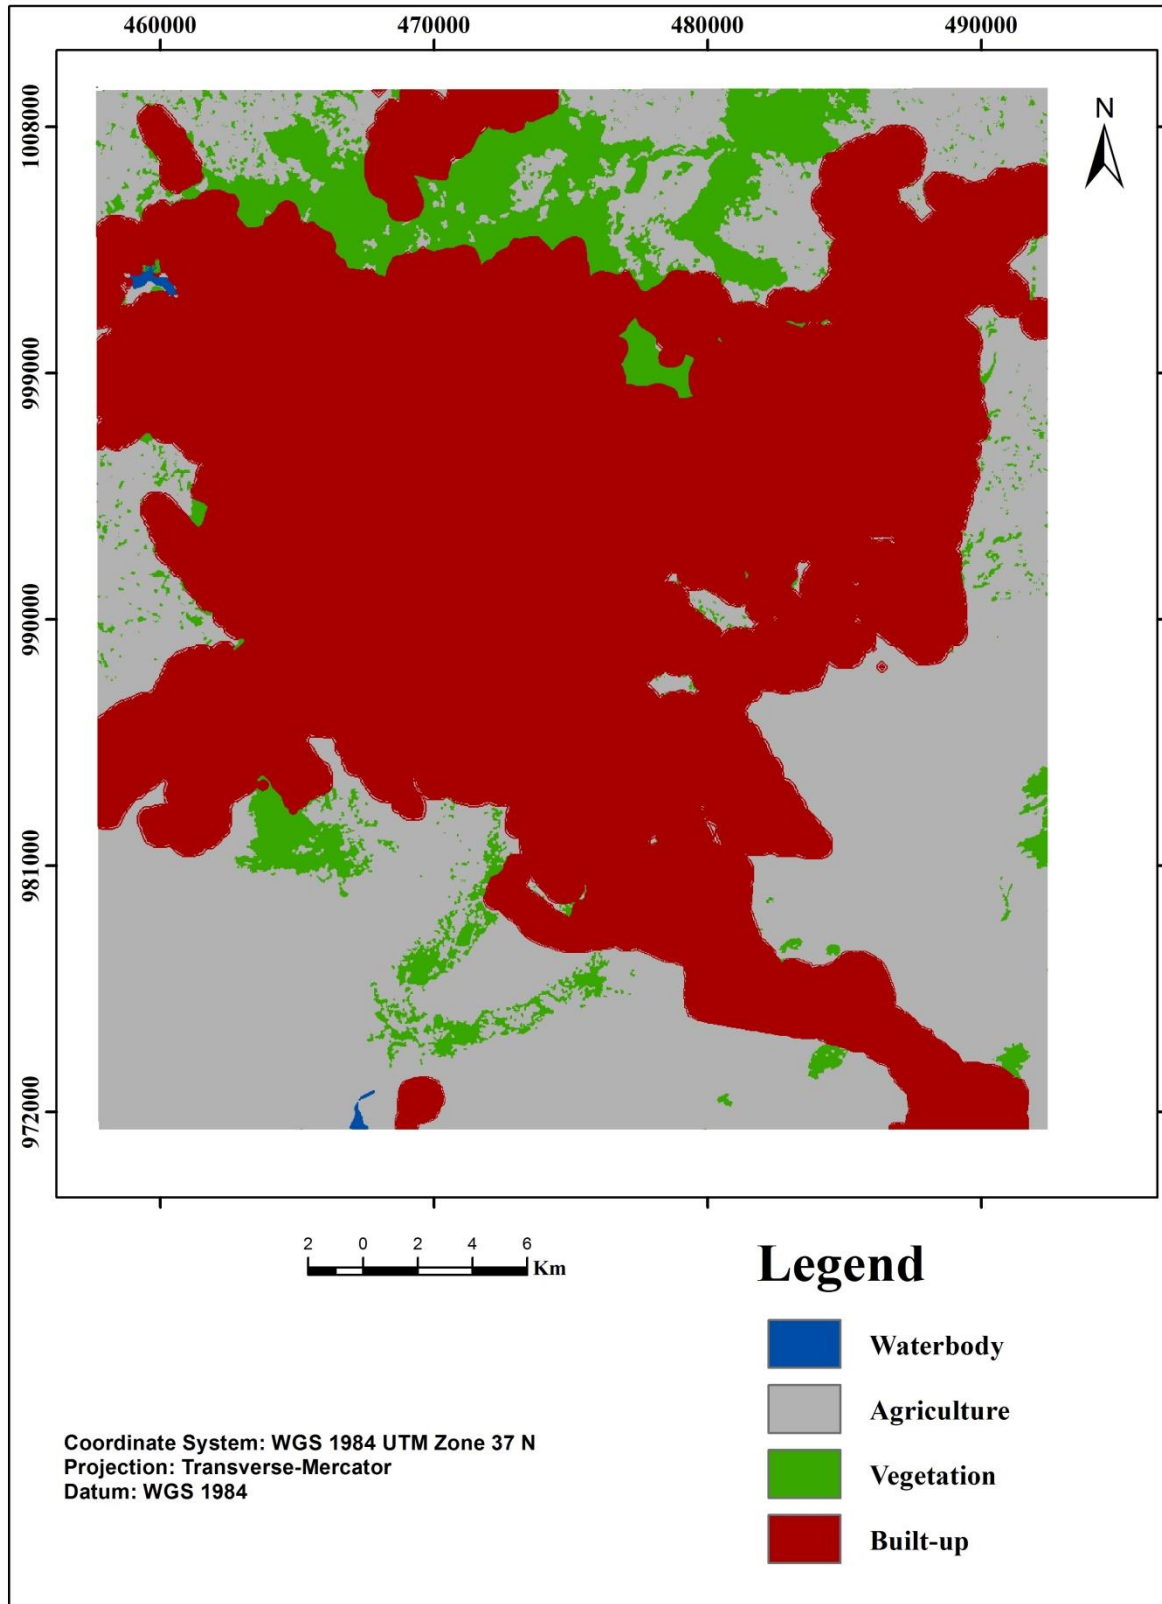 460000 470000 480000 490000
N
1008000
999000
990000
981000
972000
2 0 2 4 6
Km
Legend
Waterbody
Agriculture
Vegetation
Built-up
Coordinate System: WGS 1984 UTM Zone 37 N
Projection: Transverse-Mercator
Datum: WGS 1984